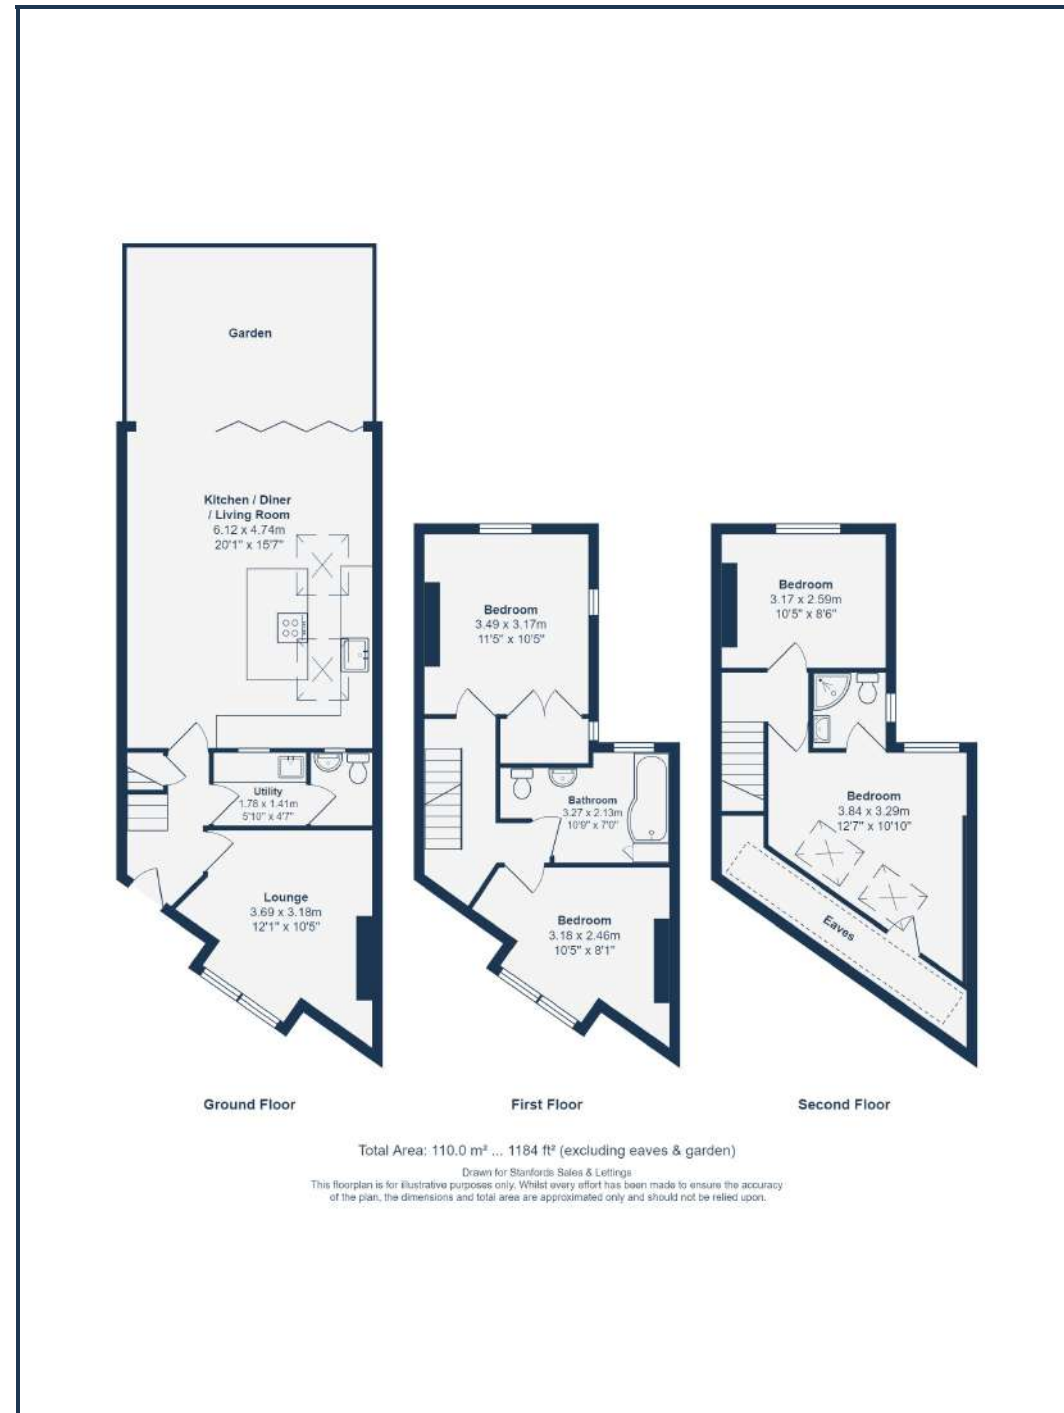 Garden
Kitchen / Diner
/ Living Room
6.12 x 4.74m
20'1" x 15'7"
Utility
1.78 x 1.41m
5'10" x 4'7"
Lounge
3.69 x 3.18m
12'1" x 10'5"
Ground Floor
Bedroom
3.49 x 3.17m
11'5" x 10'5"
Bathroom
3.27 x 2.13m
10'9" x 7'0"
Bedroom
3.18 x 2.46m
10'5" x 8'1"
First Floor
Bedroom
3.17 x 2.59m
10'5" x 8'6"
Bedroom
3.84 x 3.29m
12'7" x 10'10"
Eaves
Second Floor
Total Area: 110.0 m² ... 1184 ft² (excluding eaves & garden)
Drawn for Stanfords Sales & Lettings
This floorplan is for illustrative purposes only. Whilst every effort has been made to ensure the accuracy
of the plan, the dimensions and total area are approximated only and should not be relied upon.